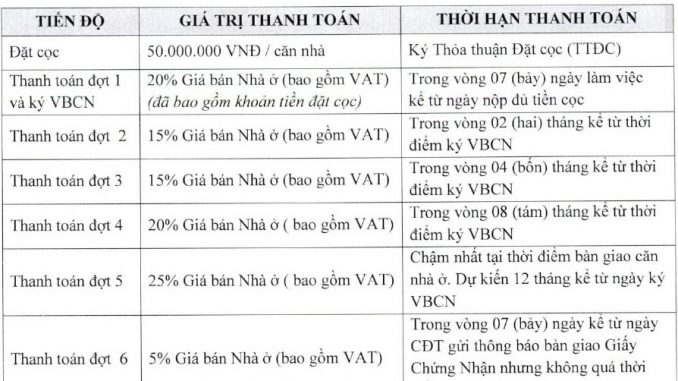 TIẾN ĐỘ GIÁ TRỊ THANH TOÁN THỜI HẠN THANH TOÁN
Đặt cọc 50.000.000 VNĐ / căn nhà Ký Thỏa thuận Đặt cọc (TTĐC)
Thanh toán đợt 1 và ký VBCN
20% Giá bán Nhà ở (bao gồm VAT)
(đã bao gồm khoản tiền đặt cọc)
Trong vòng 07 (bảy) ngày làm việc
kể từ ngày nộp đủ tiền cọc
Thanh toán đợt 2 15% Giá bán Nhà ở (bao gồm VAT)
Trong vòng 02 (hai) tháng kể từ thời
điểm ký VBCN
Thanh toán đợt 3 15% Giá bán Nhà ở (bao gồm VAT)
Trong vòng 04 (bốn) tháng kể từ thời
điểm ký VBCN
Thanh toán đợt 4 20% Giá bán Nhà ở ( bao gồm VAT)
Trong vòng 08 (tám) tháng kể từ thời
điểm ký VBCN
Thanh toán đợt 5 25% Giá bán Nhà ở ( bao gồm VAT)
Chậm nhất tại thời điểm bàn giao căn
nhà ở. Dự kiến 12 tháng kể từ ngày ký
VBCN
Thanh toán đợt 6 5% Giá bán Nhà ở (bao gồm VAT)
Trong vòng 07 (bảy) ngày kể từ ngày
CĐT gửi thông báo bàn giao Giấy
Chứng Nhận nhưng không quá thời